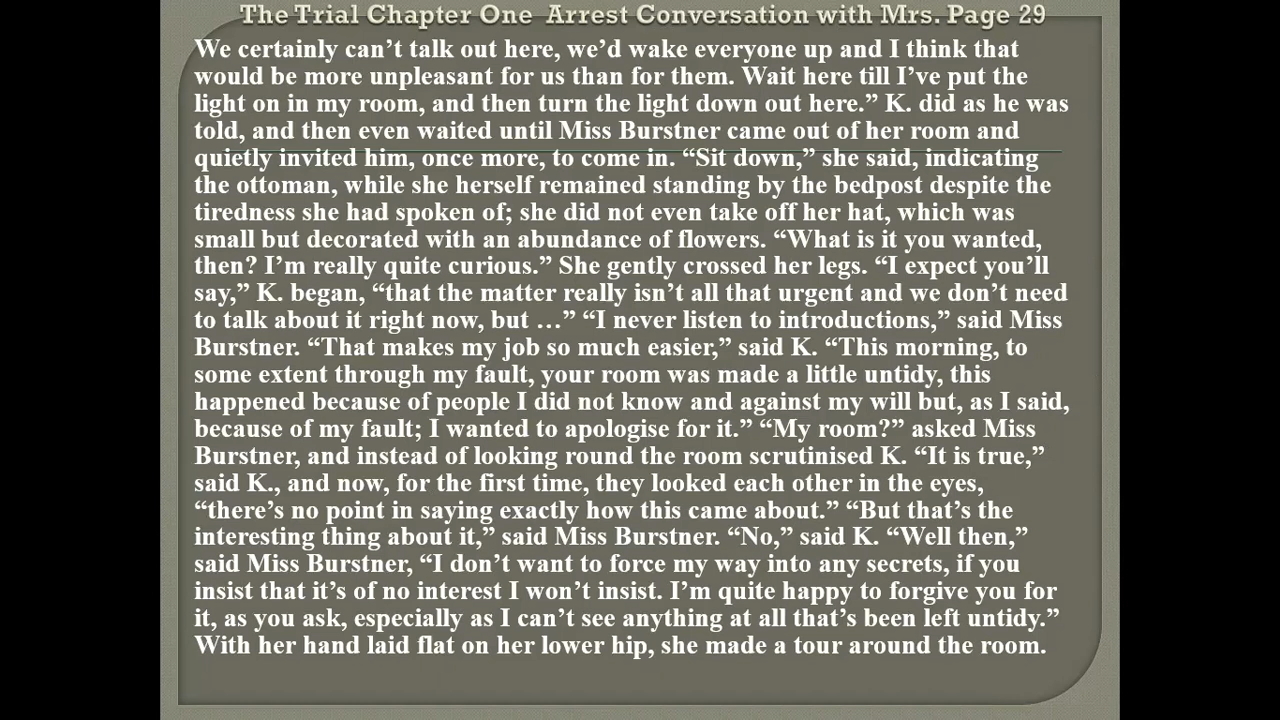 The Trial Chapter One  Arrest Conversation with Mrs. Page 29
We certainly can’t talk out here, we’d wake everyone up and I think that
would be more unpleasant for us than for them. Wait here till I’ve put the
light on in my room, and then turn the light down out here.” K. did as he was
told, and then even waited until Miss Burstner came out of her room and
quietly invited him, once more, to come in. “Sit down,” she said, indicating
the ottoman, while she herself remained standing by the bedpost despite the
tiredness she had spoken of; she did not even take off her hat, which was
small but decorated with an abundance of flowers. “What is it you wanted,
then? I’m really quite curious.” She gently crossed her legs. “I expect you’ll
say,” K. began, “that the matter really isn’t all that urgent and we don’t need
to talk about it right now, but …” “I never listen to introductions,” said Miss
Burstner. “That makes my job so much easier,” said K. “This morning, to
some extent through my fault, your room was made a little untidy, this
happened because of people I did not know and against my will but, as I said,
because of my fault; I wanted to apologise for it.” “My room?” asked Miss
Burstner, and instead of looking round the room scrutinised K. “It is true,”
said K., and now, for the first time, they looked each other in the eyes,
“there’s no point in saying exactly how this came about.” “But that’s the
interesting thing about it,” said Miss Burstner. “No,” said K. “Well then,”
said Miss Burstner, “I don’t want to force my way into any secrets, if you
insist that it’s of no interest I won’t insist. I’m quite happy to forgive you for
it, as you ask, especially as I can’t see anything at all that’s been left untidy.”
With her hand laid flat on her lower hip, she made a tour around the room.